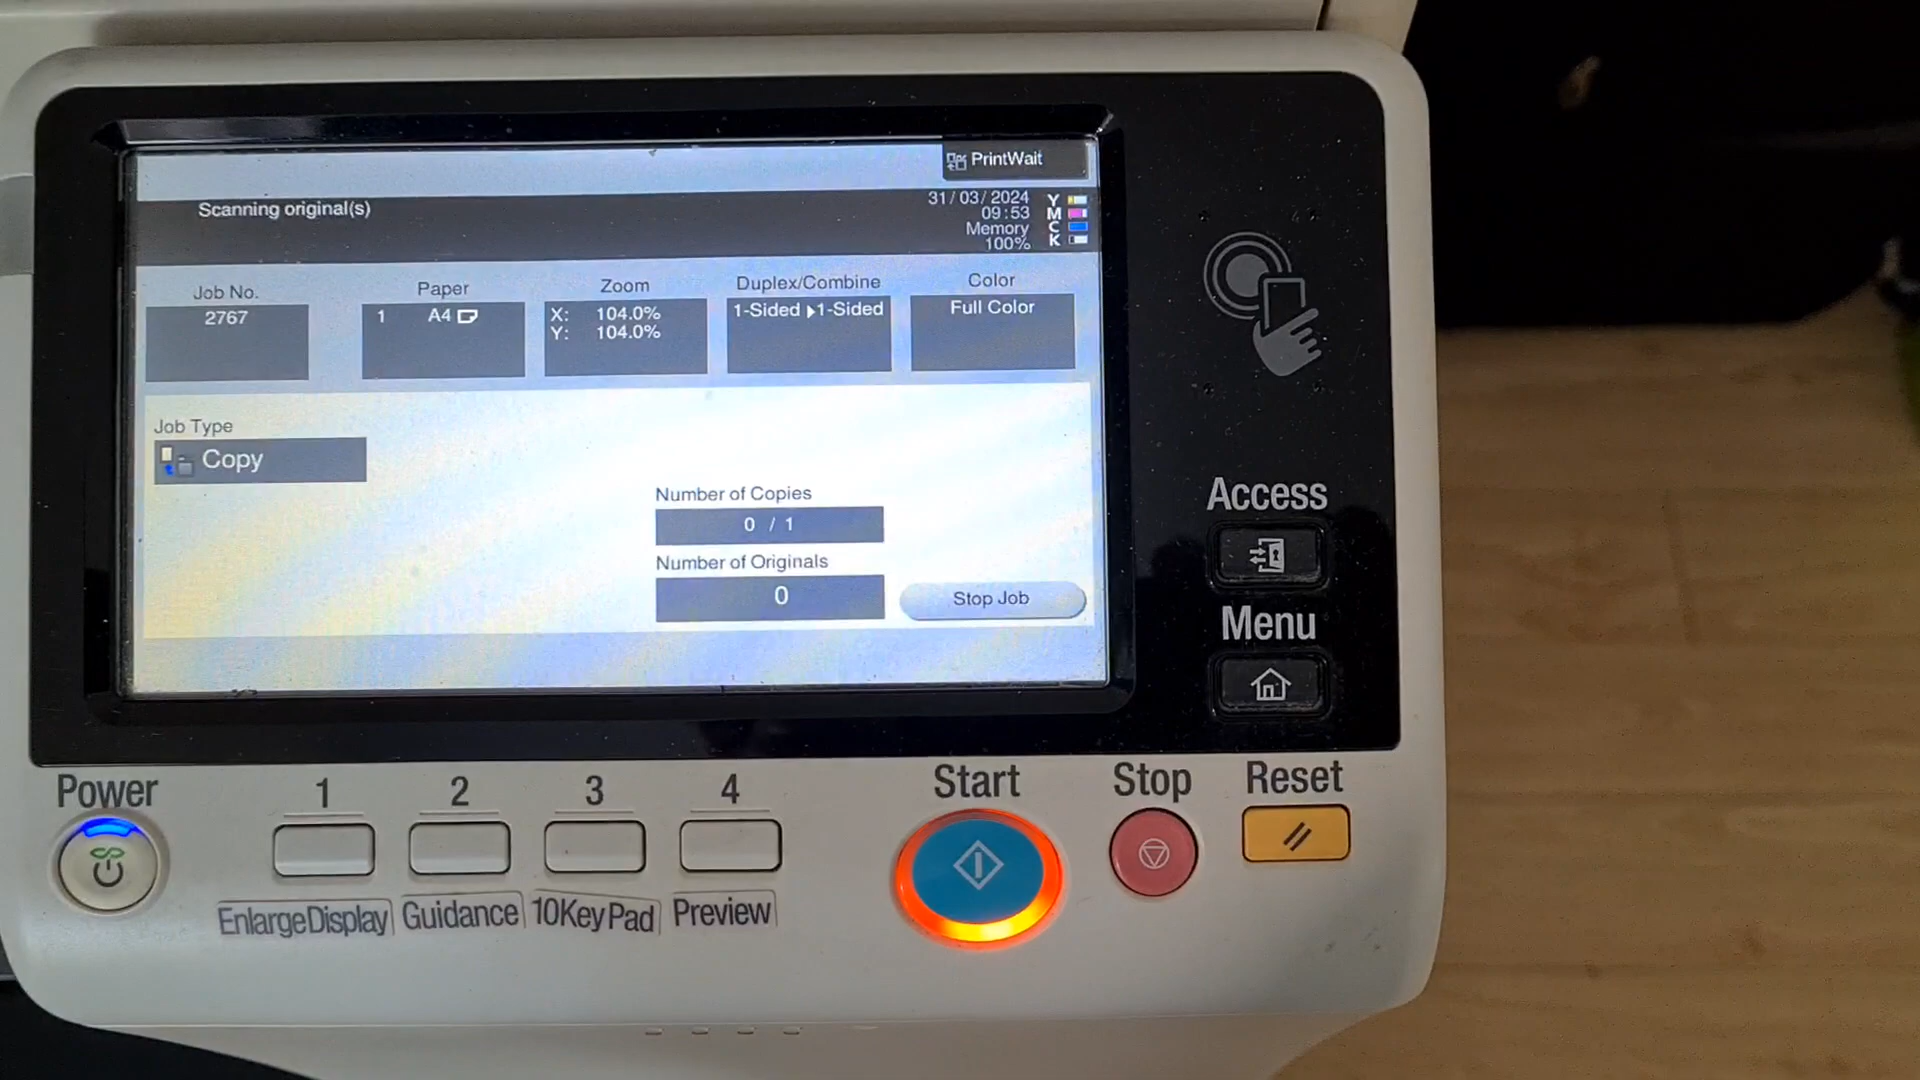 PrintWait
Scanning original(s)
31/03/2024
09:53
Memory
100%
Y
M
C
K
Job No.
2767
Paper
1 A4
Zoom
X: 104.0%
Y: 104.0%
Duplex/Combine
1-Sided ▶1-Sided
Color
Full Color
Job Type
Copy
Number of Copies
0 / 1
Number of Originals
0
Stop Job
Access
Menu
Power
1
2
3
4
Start
Stop
Reset
EnlargeDisplay
Guidance
10KeyPad
Preview